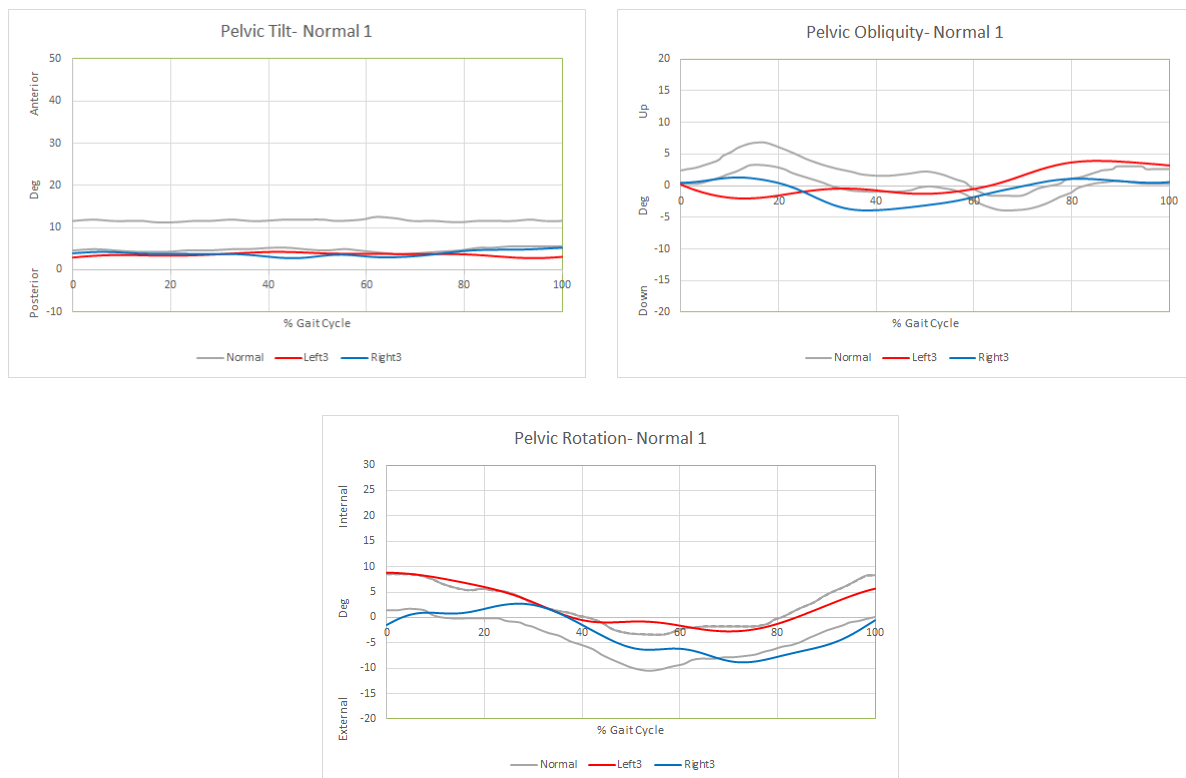 Pelvic Tilt- Normal 1
50
40
30
20
10
0
-10
Anterior
Deg
Posterior
0 20 40 60 80 100
% Gait Cycle
Normal Left3 Right3
Pelvic Obliquity- Normal 1
20
15
10
5
0
-5
-10
-15
-20
Up
Deg
Down
0 20 40 60 80 100
% Gait Cycle
Normal Left3 Right3
Pelvic Rotation- Normal 1
30
25
20
15
10
5
0
-5
-10
-15
-20
Internal
Deg
External
0 20 40 60 80 100
% Gait Cycle
Normal Left3 Right3